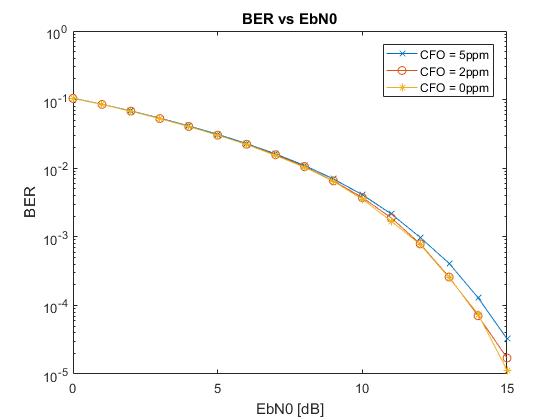 BER vs EbN0
10^0
10^-1
10^-2
10^-3
10^-4
10^-5
BER
CFO = 5ppm
CFO = 2ppm
CFO = 0ppm
0
5
10
15
EbN0 [dB]